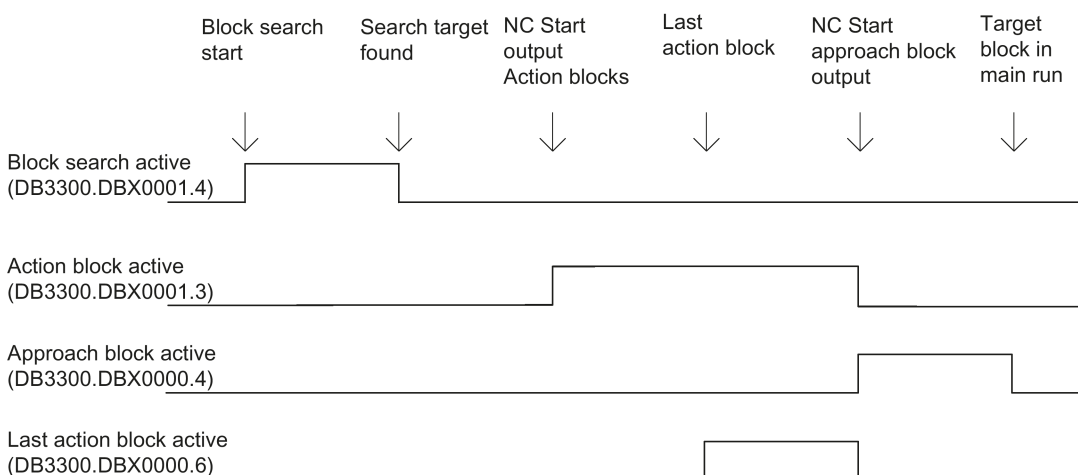 Block search
start
Search target
found
NC Start
output
Action blocks
Last
action block
NC Start
approach block
output
Target
block in
main run
Block search active
(DB3300.DBX0001.4)
Action block active
(DB3300.DBX0001.3)
Approach block active
(DB3300.DBX0000.4)
Last action block active
(DB3300.DBX0000.6)